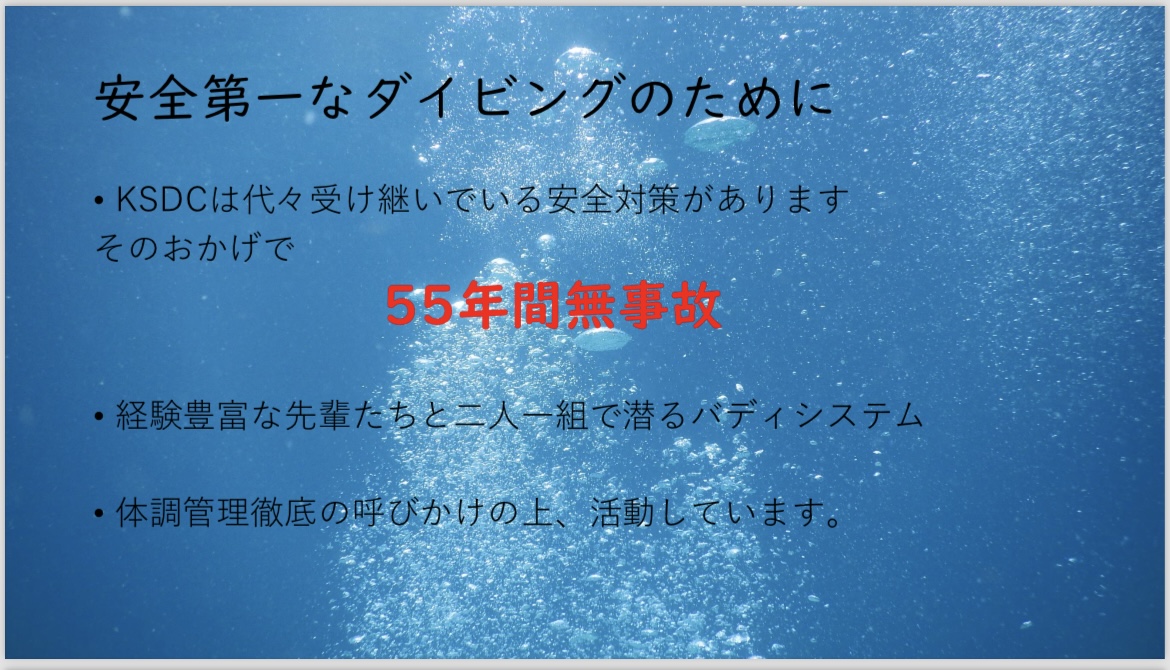 安全第一なダイビングのために
• KSDCは代々受け継いでいる安全対策があります
そのおかげで
55年間無事故
• 経験豊富な先輩たちと二人一組で潜るバディシステム
• 体調管理徹底の呼びかけの上、活動しています。